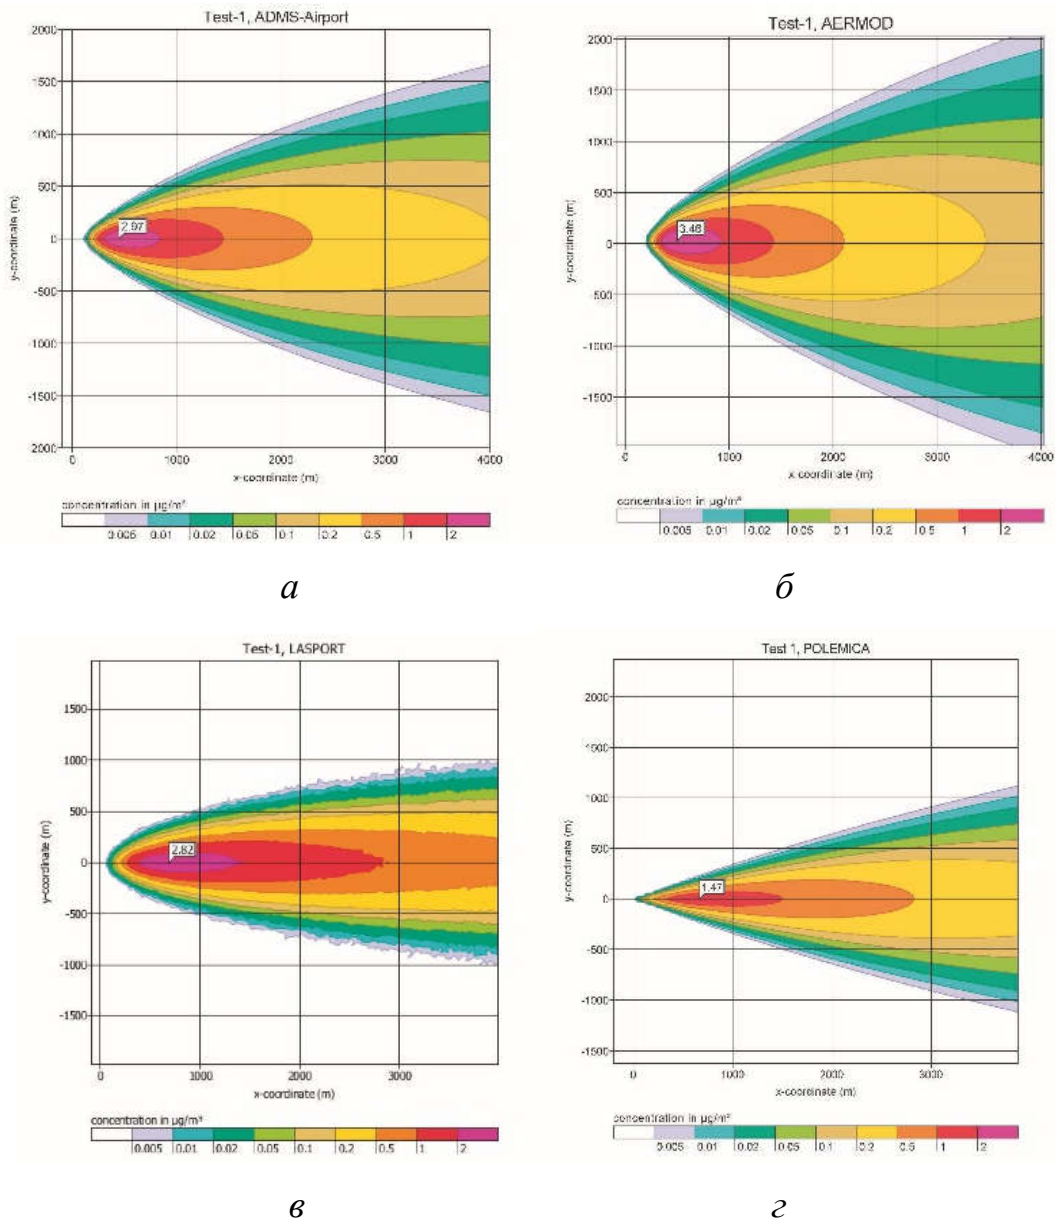 Test-1, ADMS-Airport
2000
1500
1000
500
0
-500
-1000
-1500
2000
y-coordinate (m)
2.97
0 1000 2000 3000 4000
x-coordinate (m)
concentration in µg/m³
0.005 0.01 0.02 0.05 0.1 0.2 0.5 1 2
а
Test-1, AERMOD
2000
1500
1000
500
0
-500
-1000
-1500
y-coordinate (m)
3.46
0 1000 2000 3000 4000
x coordinate (m)
concentration in µg/m³
0.005 0.01 0.02 0.05 0.1 0.2 0.5 1 2
б
Test-1, LASPORT
1500
1000
500
0
-500
-1000
-1500
y-coordinate (m)
2.82
0 1000 2000 3000
x-coordinate (m)
concentration in µg/m³
0.005 0.01 0.02 0.05 0.1 0.2 0.5 1 2
в
Test 1, POLEMICA
2000
1500
1000
500
0
-500
-1000
-1500
y-coordinate (m)
1.47
0 1000 2000 3000
x-coordinate (m)
concentration in µg/m³
0.005 0.01 0.02 0.05 0.1 0.2 0.5 1 2
г